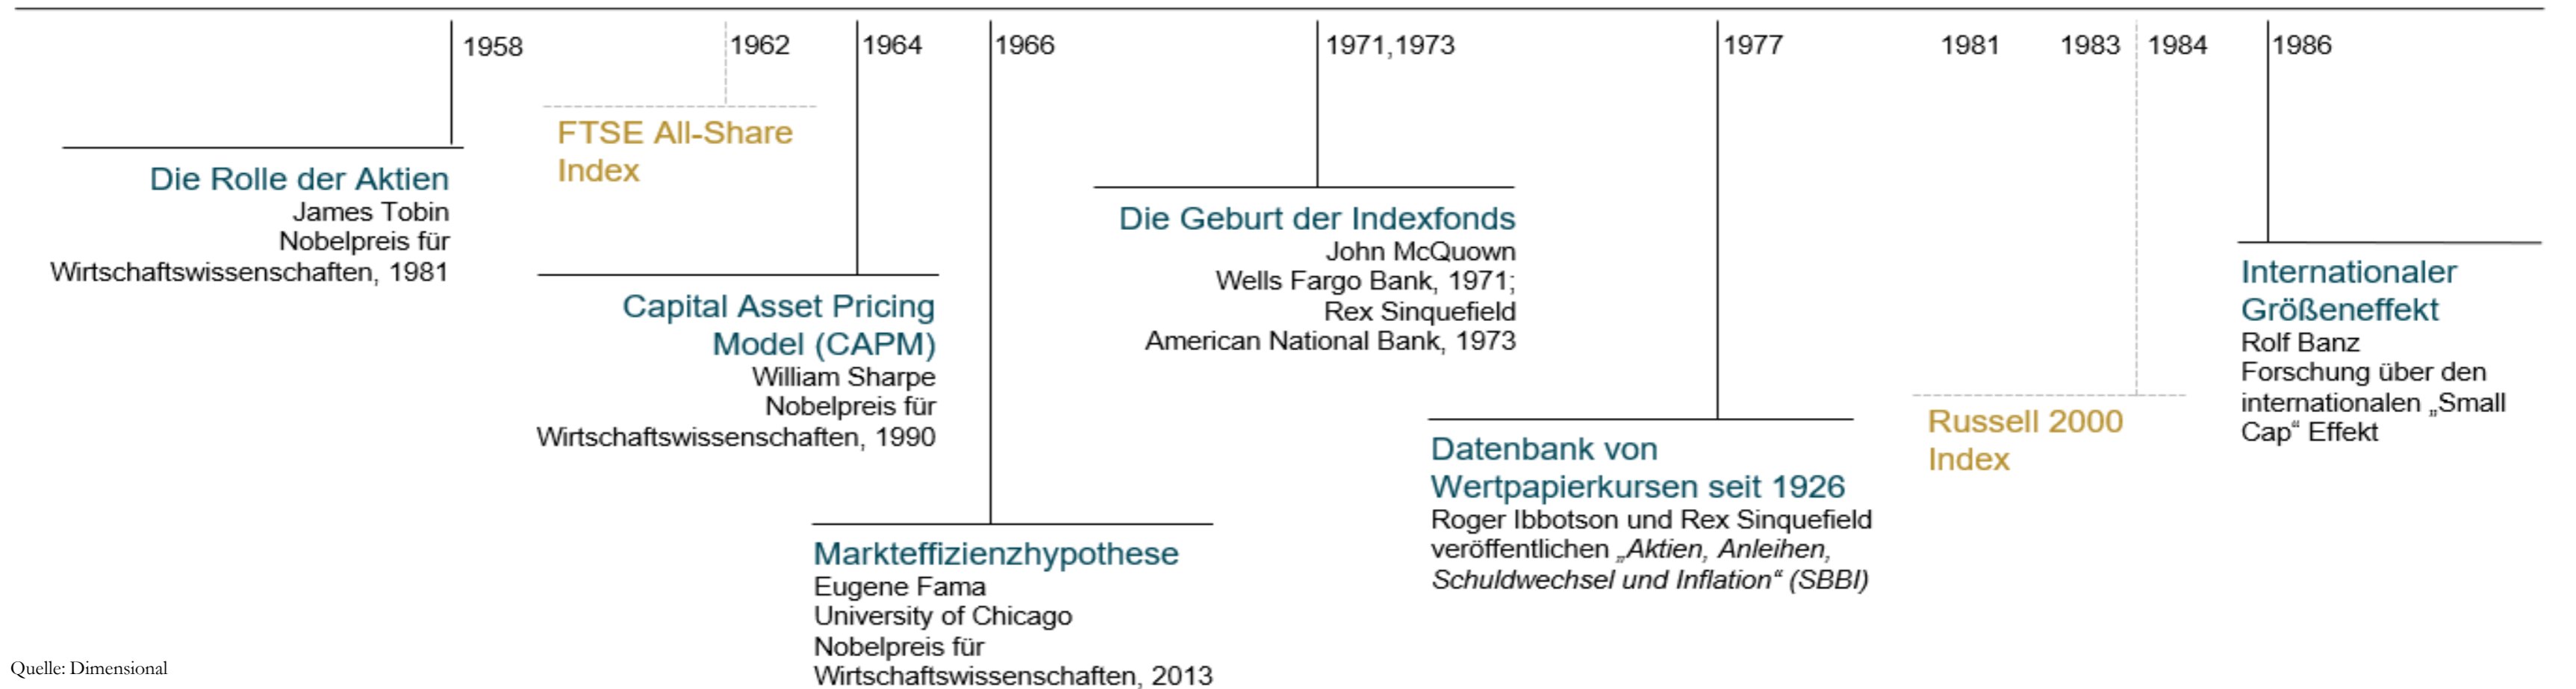 1958
1962
1964
1966
1971,1973
1977
1981
1983
1984
1986
Die Rolle der Aktien
James Tobin
Nobelpreis für
Wirtschaftswissenschaften, 1981
FTSE All-Share
Index
Capital Asset Pricing
Model (CAPM)
William Sharpe
Nobelpreis für
Wirtschaftswissenschaften, 1990
Markteffizienzhypothese
Eugene Fama
University of Chicago
Nobelpreis für
Wirtschaftswissenschaften, 2013
Die Geburt der Indexfonds
John McQuown
Wells Fargo Bank, 1971;
Rex Sinquefield
American National Bank, 1973
Datenbank von
Wertpapierkursen seit 1926
Roger Ibbotson und Rex Sinquefield
veröffentlichen „Aktien, Anleihen,
Schuldwechsel und Inflation“ (SBBI)
Russell 2000
Index
Internationaler
Größeneffekt
Rolf Banz
Forschung über den
internationalen „Small
Cap“ Effekt
Quelle: Dimensional